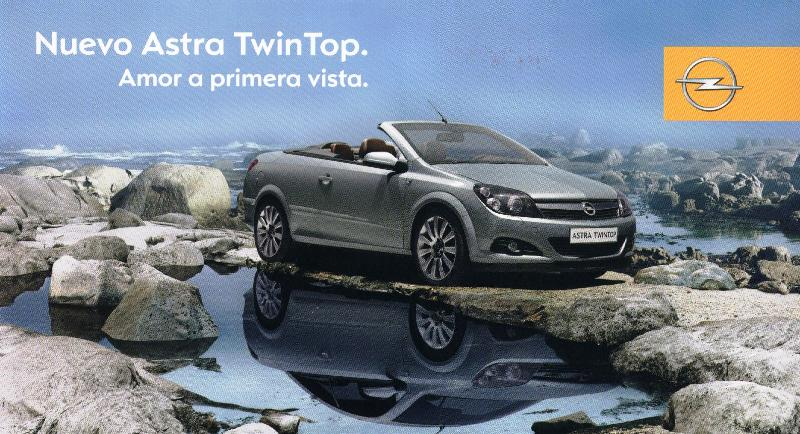 Nuevo Astra TwinTop.
Amor a primera vista.
ASTRA TWINTOP